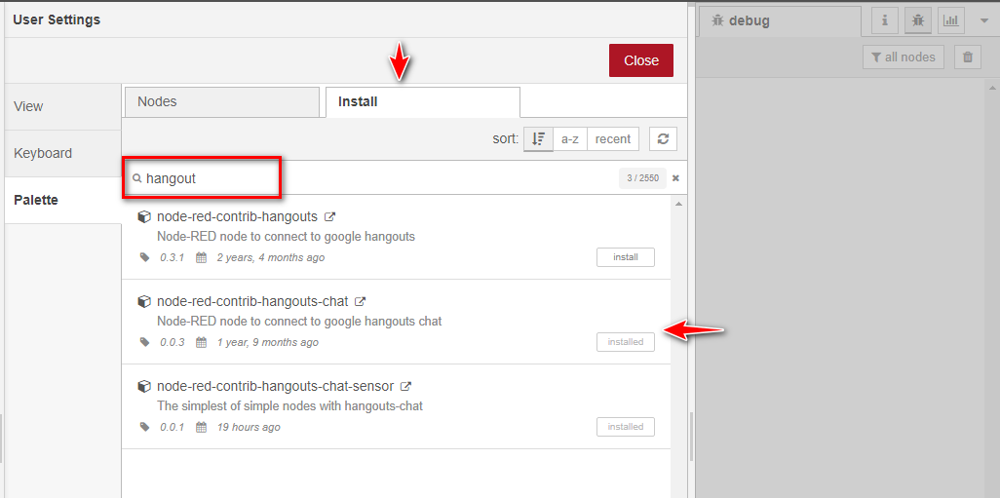 User Settings
debug
Close
all nodes
View
Keyboard
Palette
Nodes
Install
sort:
a-z
recent
hangout
3 / 2550
node-red-contrib-hangouts
Node-RED node to connect to google hangouts
0.3.1 2 years, 4 months ago
install
node-red-contrib-hangouts-chat
Node-RED node to connect to google hangouts chat
0.0.3 1 year, 9 months ago
installed
node-red-contrib-hangouts-chat-sensor
The simplest of simple nodes with hangouts-chat
0.0.1 19 hours ago
installed